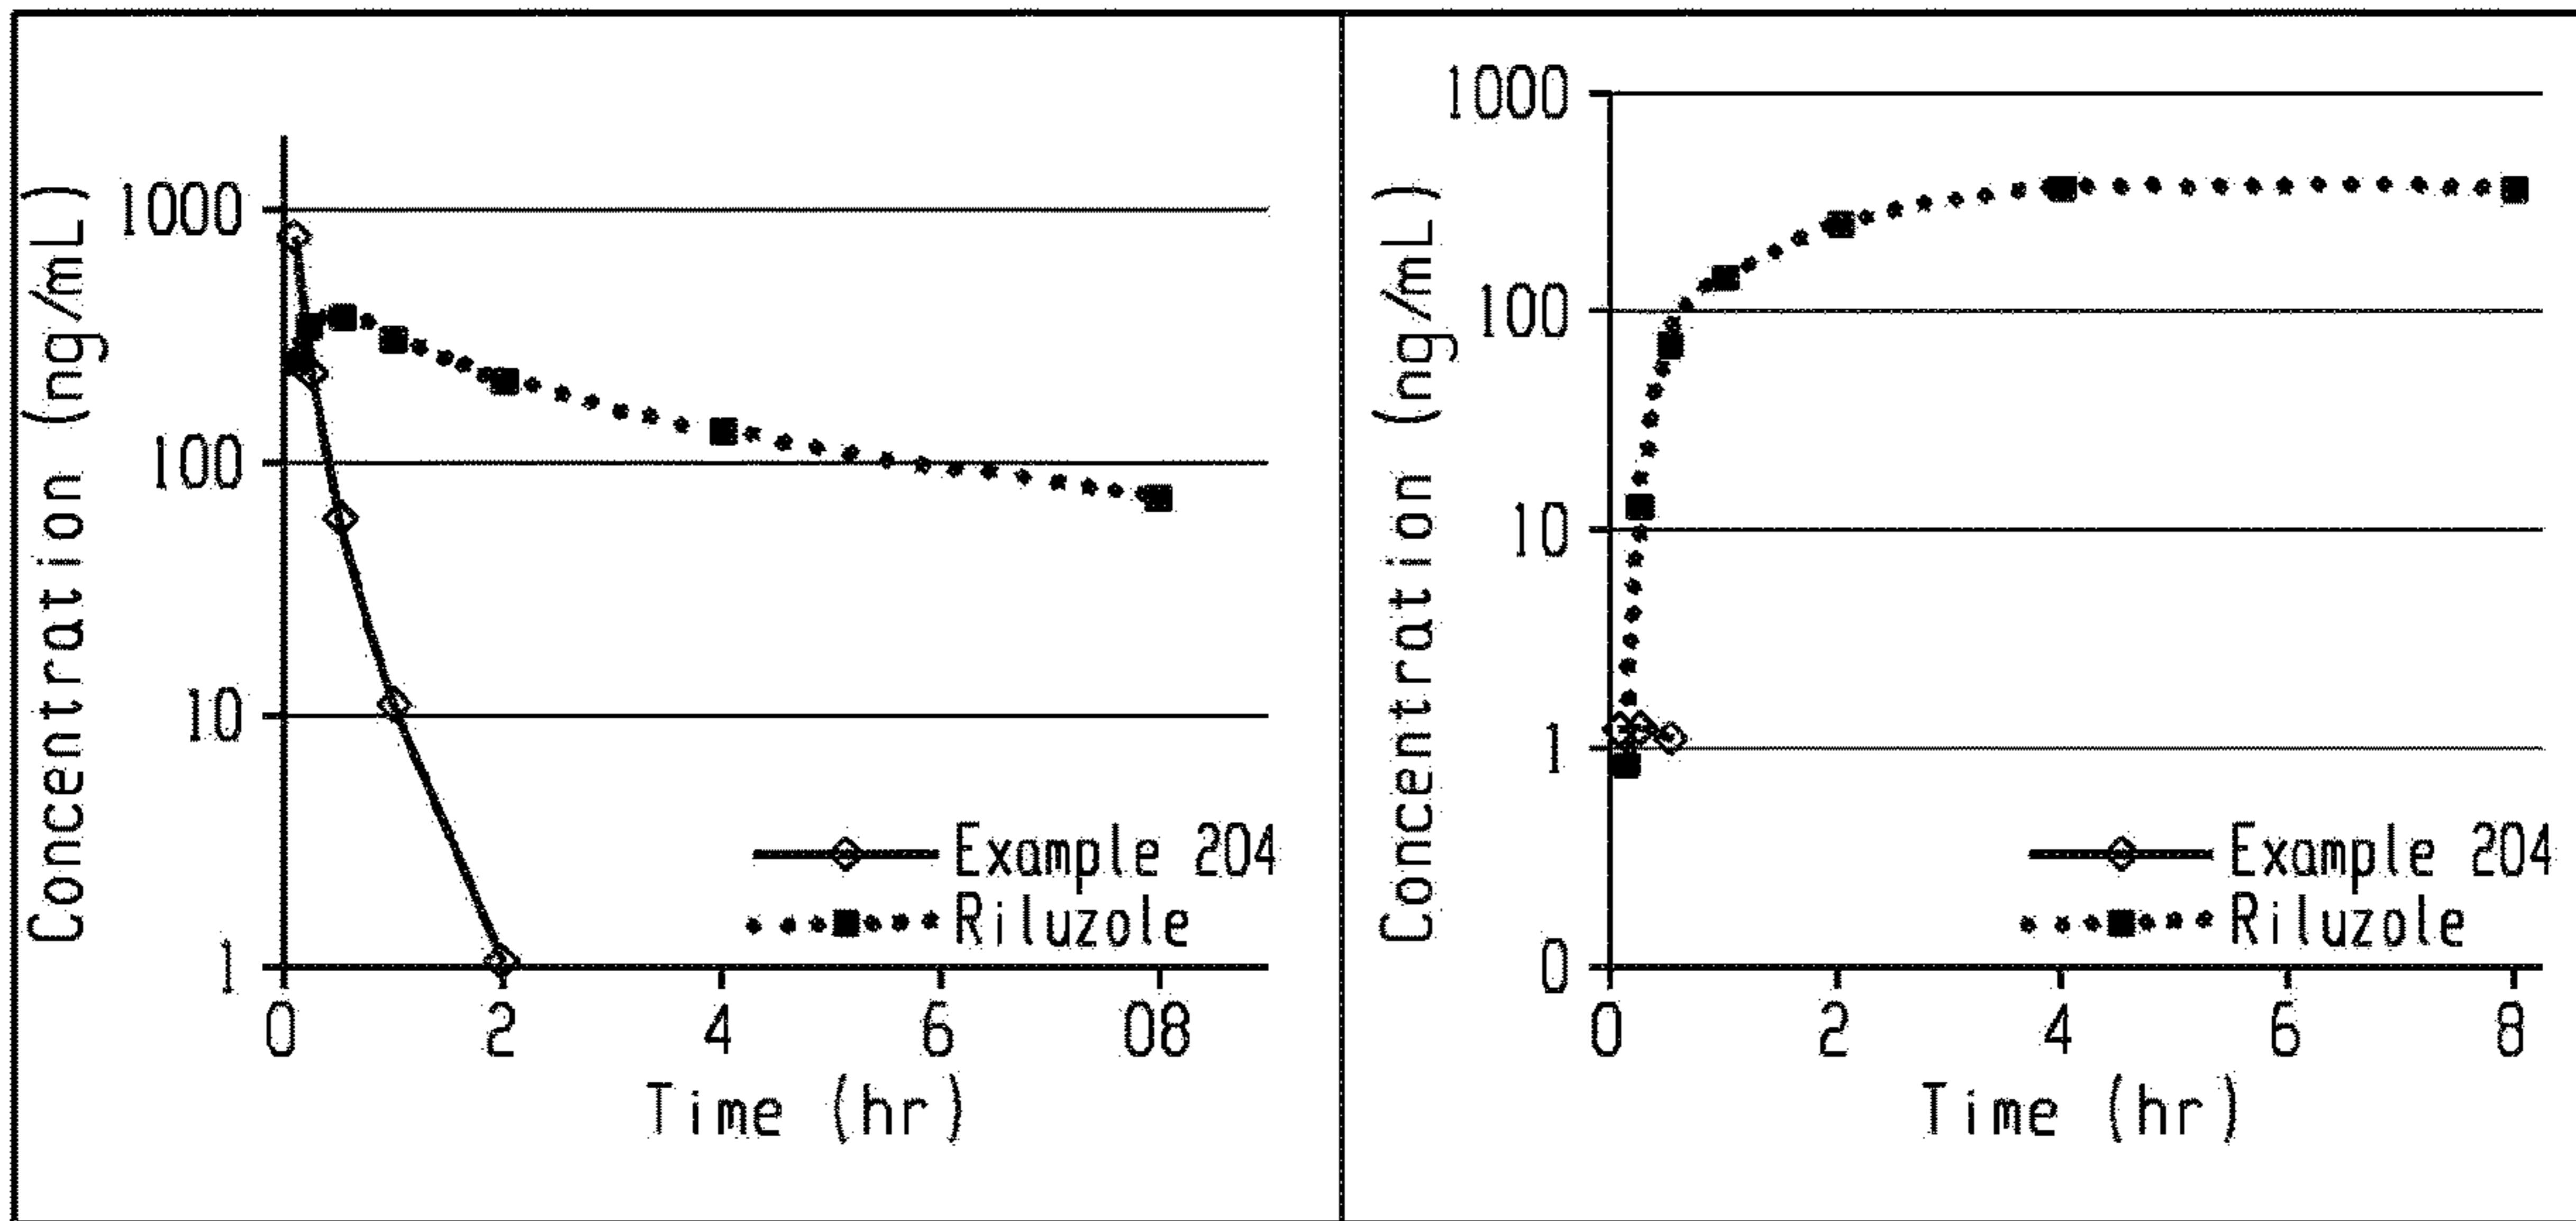 Concentration (ng/mL)
1000
100
10
1
0
2
4
6
08
Time (hr)
Example 204
Riluzole
Concentration (ng/mL)
1000
100
10
1
0
0
2
4
6
8
Time (hr)
Example 204
Riluzole